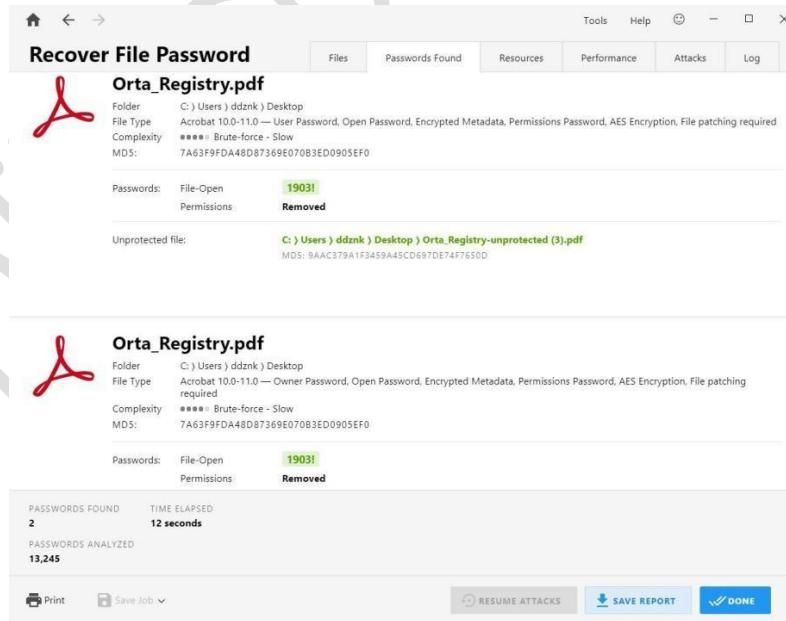 Tools Help
Recover File Password
Files Passwords Found Resources Performance Attacks Log
Orta_Registry.pdf
Folder C: ) Users ) ddznk ) Desktop
File Type Acrobat 10.0-11.0 — User Password, Open Password, Encrypted Metadata, Permissions Password, AES Encryption, File patching required
Complexity Brute-force - Slow
MD5: 7A63F9FDA48D87369E070B3ED0905EF0
Passwords: File-Open 1903!
Permissions Removed
Unprotected file: C: ) Users ) ddznk ) Desktop ) Orta_Registry-unprotected (3).pdf
MD5: 9AAC379A1F3459A45CD697DE74F7650D
Orta_Registry.pdf
Folder C: ) Users ) ddznk ) Desktop
File Type Acrobat 10.0-11.0 — Owner Password, Open Password, Encrypted Metadata, Permissions Password, AES Encryption, File patching
required
Complexity Brute-force - Slow
MD5: 7A63F9FDA48D87369E070B3ED0905EF0
Passwords: File-Open 1903!
Permissions Removed
PASSWORDS FOUND TIME ELAPSED
2 12 seconds
PASSWORDS ANALYZED
13,245
Print Save Job RESUME ATTACKS SAVE REPORT DONE